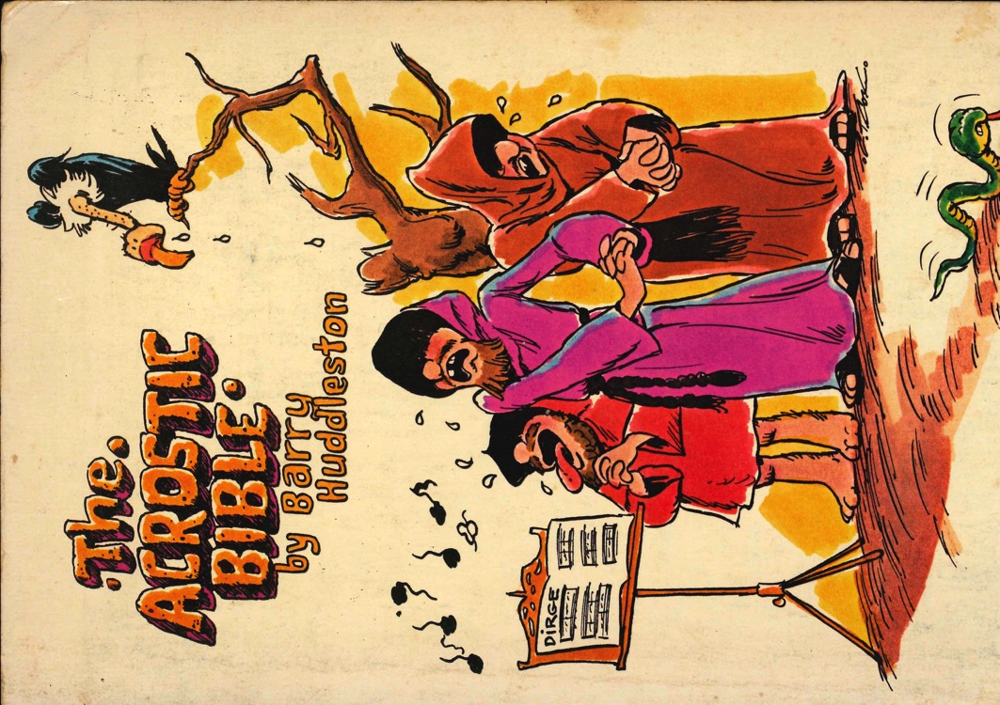 The.
ACROSTIC
BIBLE.
by Barry
Huddleston
DIRGE